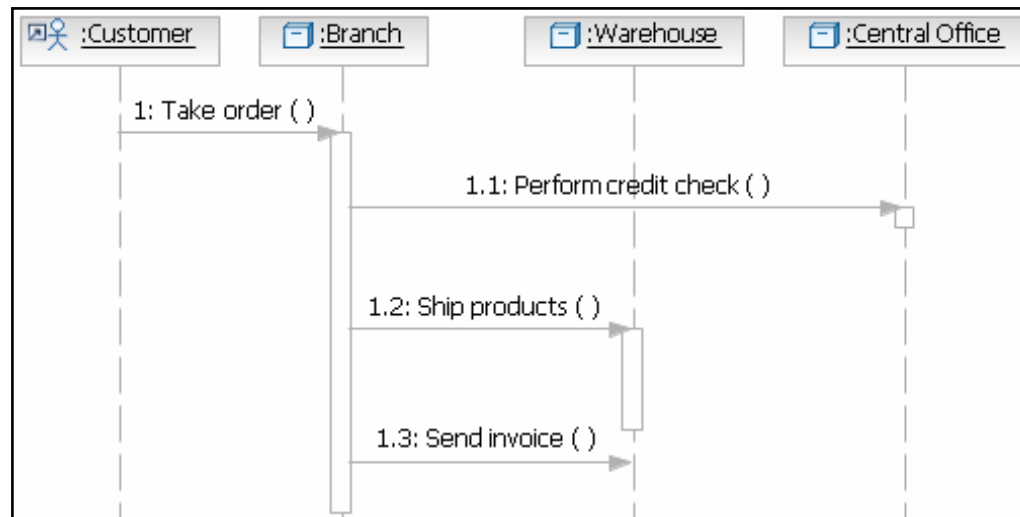 :Customer
:Branch
:Warehouse
:Central Office
1: Take order ( )
1.1: Perform credit check ( )
1.2: Ship products ( )
1.3: Send invoice ( )